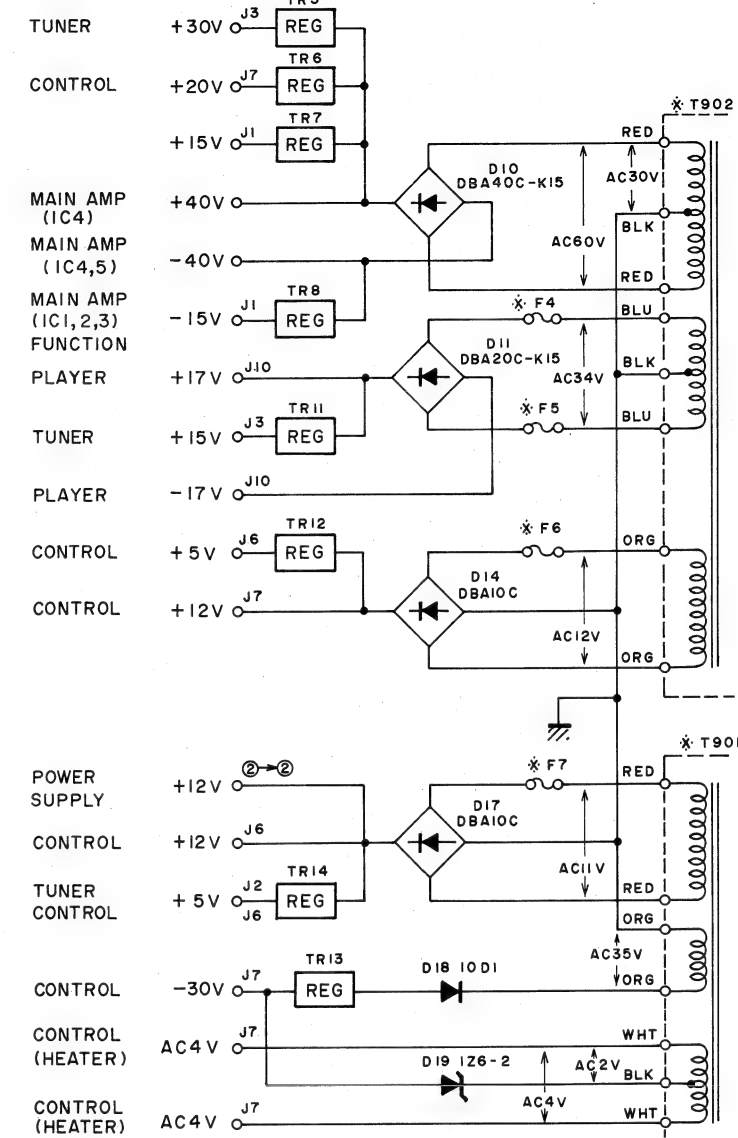 TR5
TUNER +30V J3 REG
TR6
CONTROL +20V J7 REG
※ T902
TR7
+15V J1 REG
RED
D10
DBA40C-K15
AC30V
MAIN AMP
(IC4)
+40V
BLK
AC60V
MAIN AMP
(IC4,5)
-40V
RED
MAIN AMP
(IC1,2,3)
FUNCTION
-15V J1
TR8
REG
※ F4
BLU
D11
DBA20C-K15
BLK
AC34V
PLAYER +17V J10
TR11
※ F5
BLU
TUNER +15V J3 REG
PLAYER -17V J10
TR12
※ F6
ORG
CONTROL +5V J6 REG
D14
DBA10C
CONTROL +12V J7
AC12V
ORG
※ T901
②→②
※ F7
RED
POWER
SUPPLY
+12V
D17
DBA10C
CONTROL +12V J6
AC11V
TR14
RED
TUNER
CONTROL
+5V J2
J6
REG
ORG
AC35V
TR13
D18 10D1
ORG
CONTROL -30V J7 REG
WHT
CONTROL
(HEATER)
AC4V J7
D19 1Z6-2
AC2V
BLK
AC4V
CONTROL
(HEATER)
AC4V J7
WHT